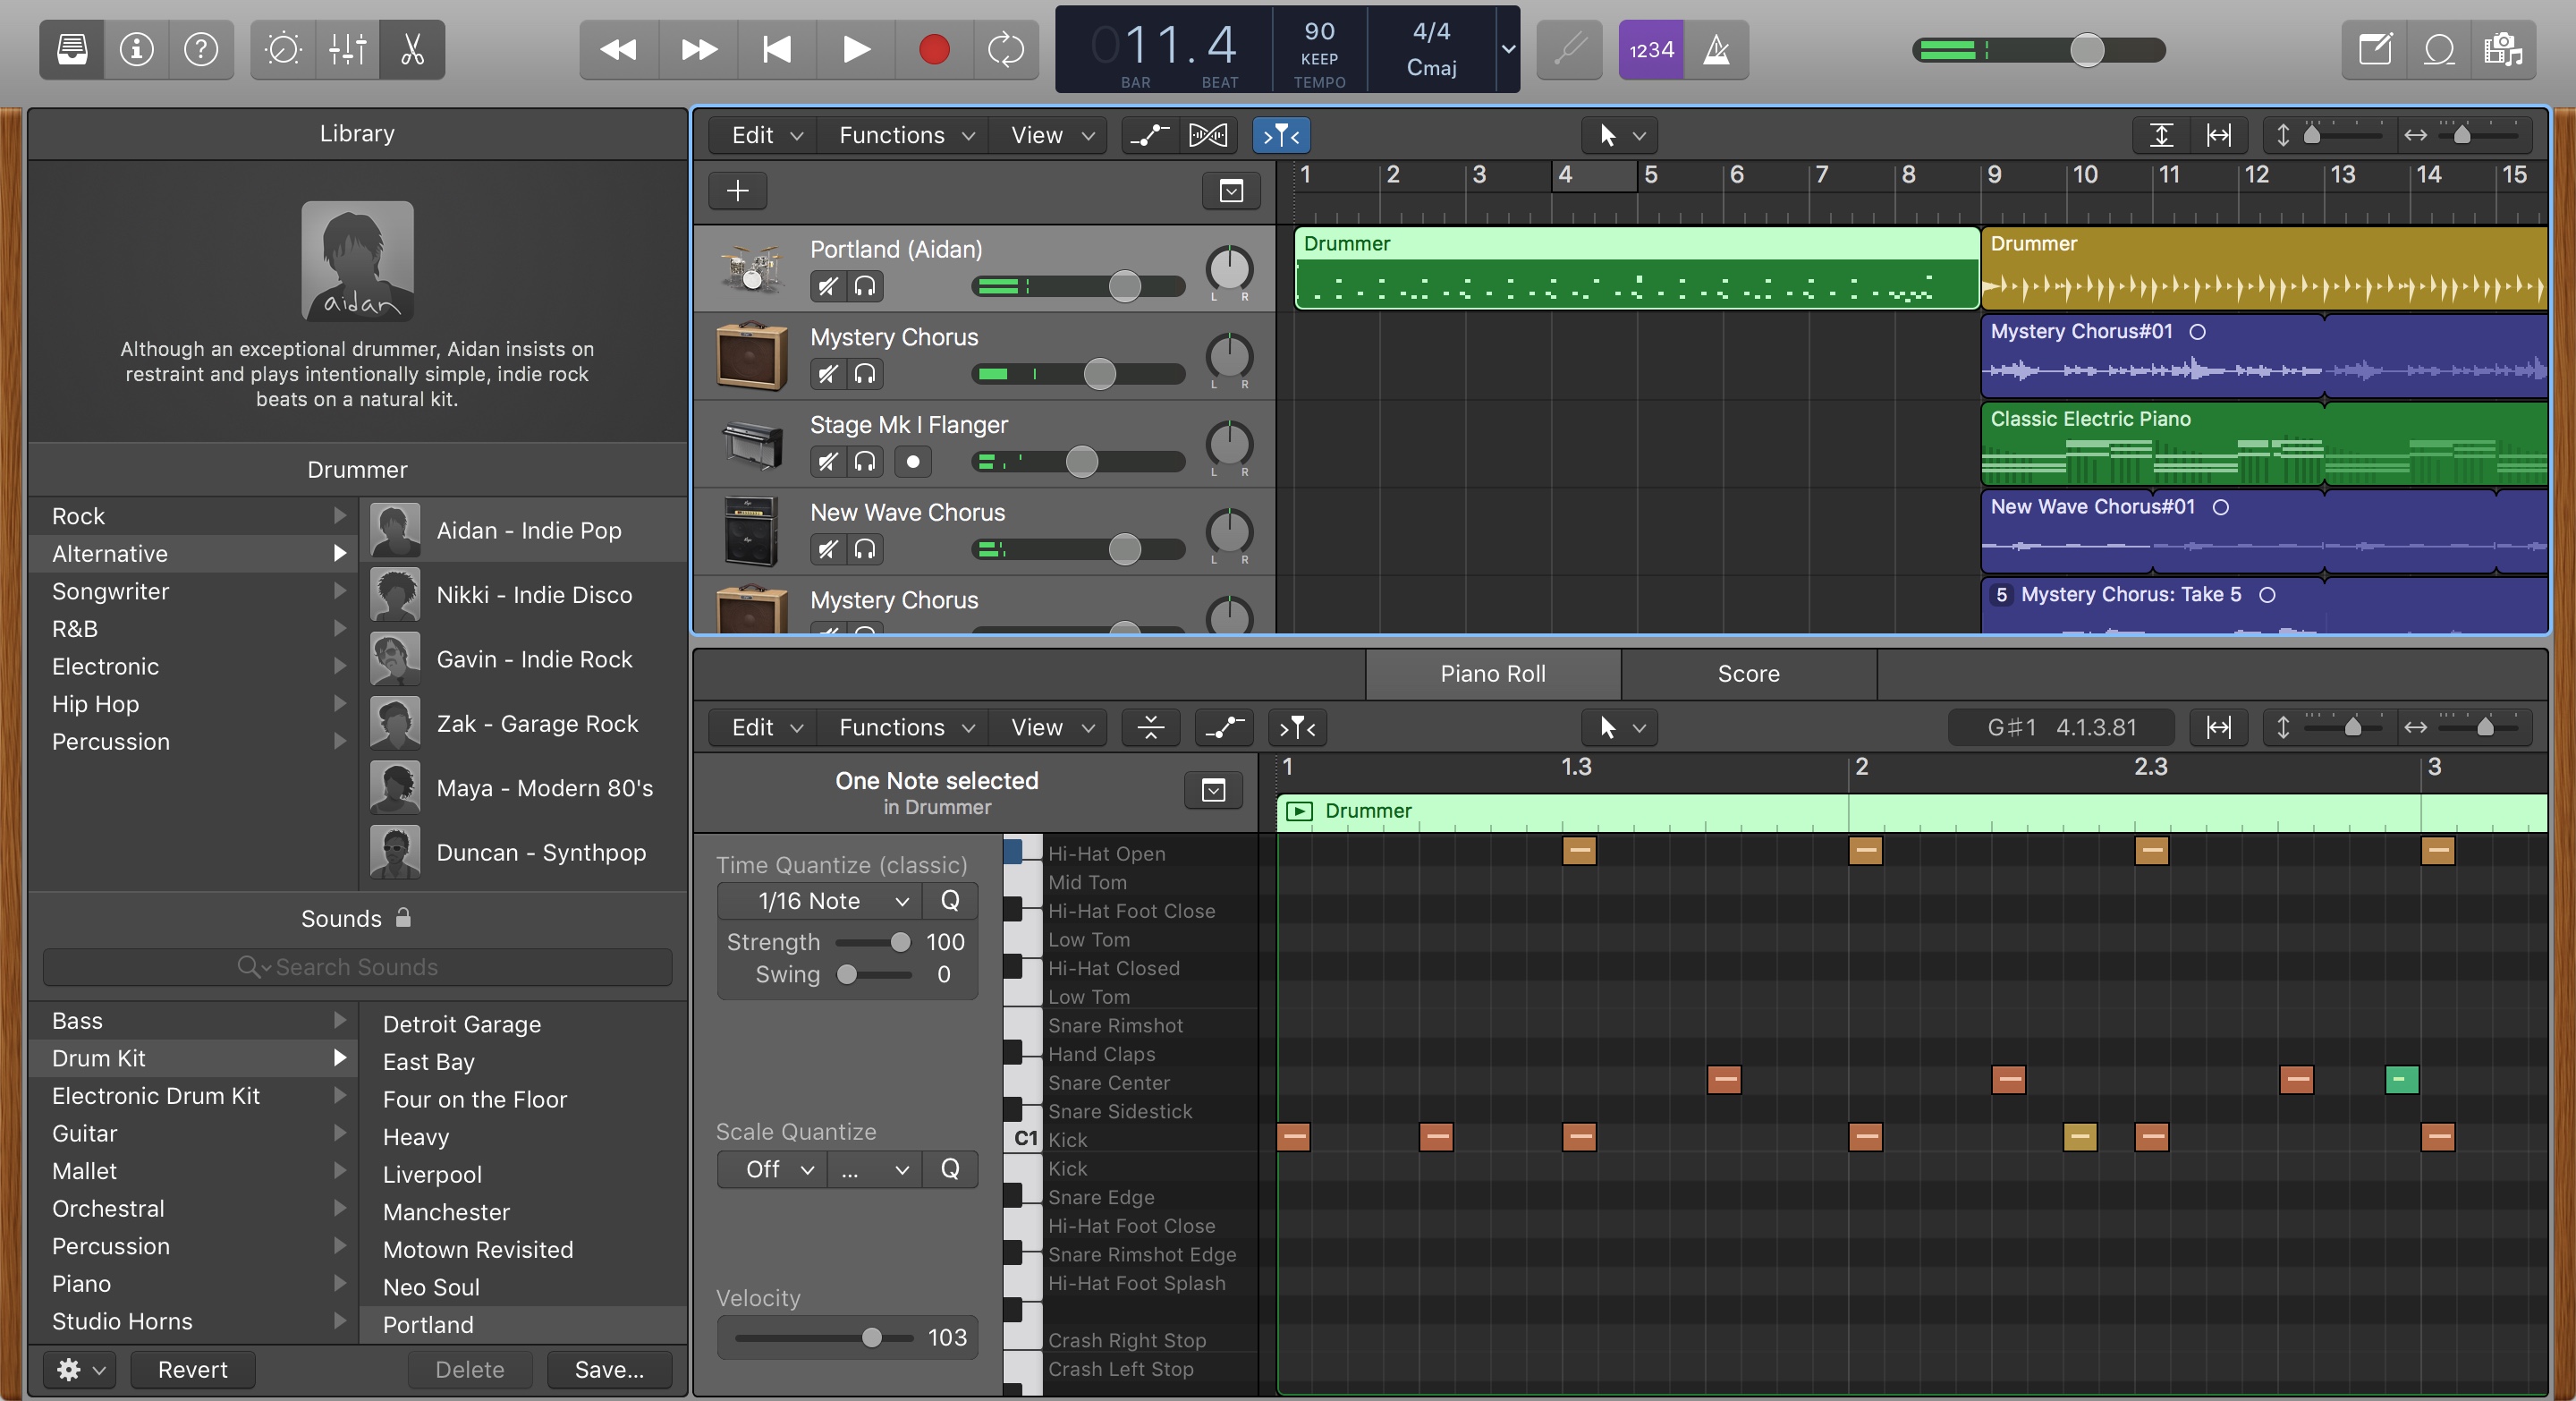 011.4
BAR
BEAT
90
KEEP
TEMPO
4/4
Cmaj
1234
Library
aidan
Although an exceptional drummer, Aidan insists on
restraint and plays intentionally simple, indie rock
beats on a natural kit.
Drummer
Rock
Alternative
Songwriter
R&B
Electronic
Hip Hop
Percussion
Aidan - Indie Pop
Nikki - Indie Disco
Gavin - Indie Rock
Zak - Garage Rock
Maya - Modern 80's
Duncan - Synthpop
Sounds
Search Sounds
Bass
Drum Kit
Electronic Drum Kit
Guitar
Mallet
Orchestral
Percussion
Piano
Studio Horns
Detroit Garage
East Bay
Four on the Floor
Heavy
Liverpool
Manchester
Motown Revisited
Neo Soul
Portland
Revert
Delete
Save...
Edit Functions View
1 2 3 4 5 6 7 8 9 10 11 12 13 14 15
Portland (Aidan)
L R
Drummer
Drummer
Mystery Chorus
L R
Mystery Chorus#01
Stage Mk I Flanger
L R
Classic Electric Piano
New Wave Chorus
L R
New Wave Chorus#01
Mystery Chorus
5 Mystery Chorus: Take 5
Piano Roll
Score
Edit Functions View
G♯1 4.1.3.81
One Note selected
in Drummer
1 1.3 2 2.3 3
Drummer
Time Quantize (classic)
1/16 Note Q
Strength 100
Swing 0
Scale Quantize
Off ... Q
Velocity
103
C1
Hi-Hat Open
Mid Tom
Hi-Hat Foot Close
Low Tom
Hi-Hat Closed
Low Tom
Snare Rimshot
Hand Claps
Snare Center
Snare Sidestick
Kick
Kick
Snare Edge
Hi-Hat Foot Close
Snare Rimshot Edge
Hi-Hat Foot Splash
Crash Right Stop
Crash Left Stop